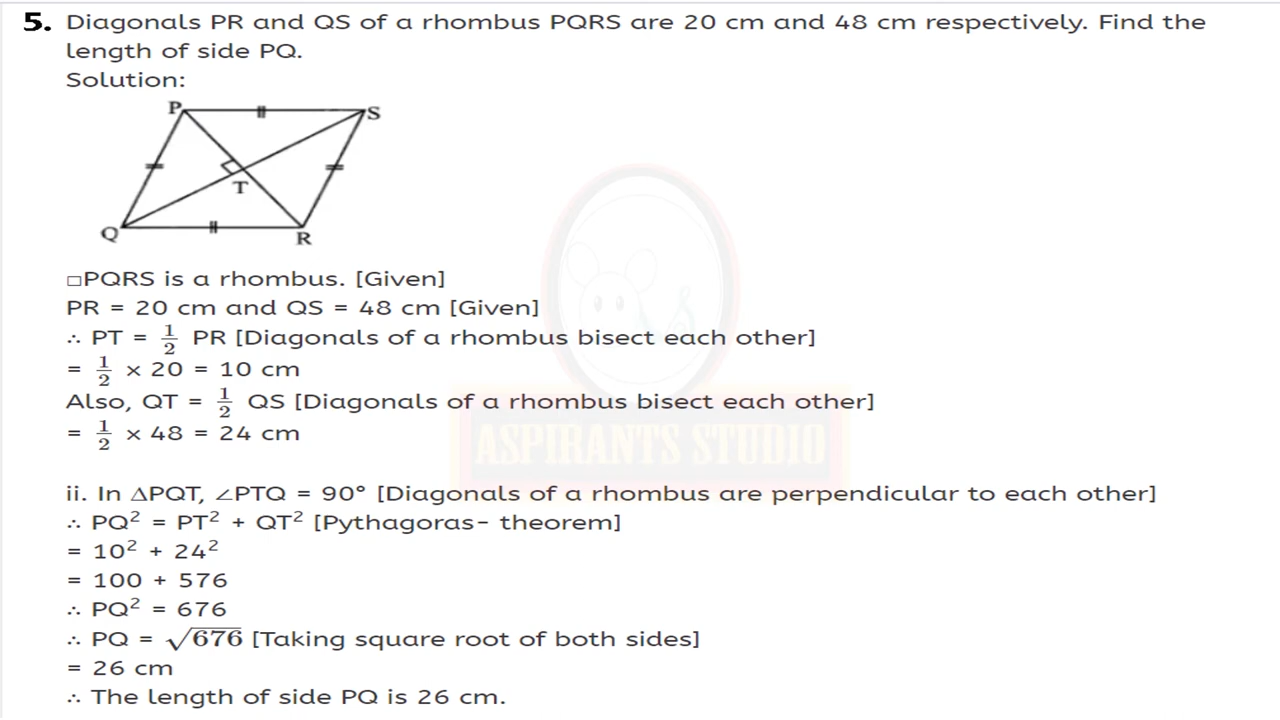 5. Diagonals PR and QS of a rhombus PQRS are 20 cm and 48 cm respectively. Find the
length of side PQ.
Solution:
P
S
T
Q
R
□PQRS is a rhombus. [Given]
PR = 20 cm and QS = 48 cm [Given]
∴ PT = 1/2 PR [Diagonals of a rhombus bisect each other]
= 1/2 × 20 = 10 cm
Also, QT = 1/2 QS [Diagonals of a rhombus bisect each other]
= 1/2 × 48 = 24 cm
ASPIRANTS STUDIO
ii. In ∆PQT, ∠PTQ = 90° [Diagonals of a rhombus are perpendicular to each other]
∴ PQ² = PT² + QT² [Pythagoras- theorem]
= 10² + 24²
= 100 + 576
∴ PQ² = 676
∴ PQ = √676 [Taking square root of both sides]
= 26 cm
∴ The length of side PQ is 26 cm.